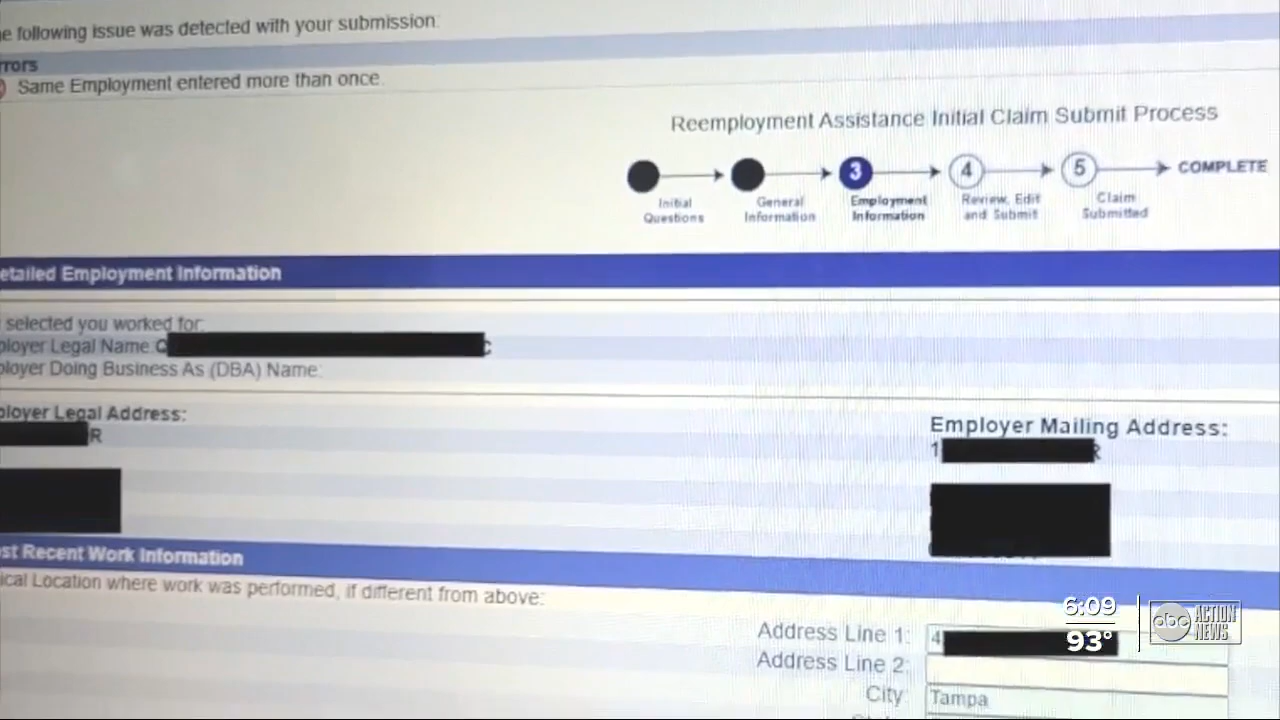 e following issue was detected with your submission.
rrors
Same Employment entered more than once.
Reemployment Assistance Initial Claim Submit Process
3
4
5
COMPLETE
Initial Questions
General Information
Employment Information
Review, Edit and Submit
Claim Submitted
etailed Employment Information
selected you worked for:
ployer Legal Name:
ployer Doing Business As (DBA) Name:
ployer Legal Address:
R
Employer Mailing Address:
1
st Recent Work Information
ical Location where work was performed, if different from above:
Address Line 1: 4
Address Line 2:
City: Tampa
6:09
93°
abc ACTION NEWS